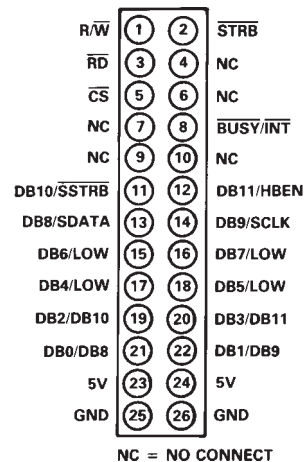 R/W̅ 1 2 S̅T̅R̅B̅
R̅D̅ 3 4 NC
C̅S̅ 5 6 NC
NC 7 8 B̅U̅S̅Y̅/I̅N̅T̅
NC 9 10 NC
DB10/S̅S̅T̅R̅B̅ 11 12 DB11/HBEN
DB8/SDATA 13 14 DB9/SCLK
DB6/LOW 15 16 DB7/LOW
DB4/LOW 17 18 DB5/LOW
DB2/DB10 19 20 DB3/DB11
DB0/DB8 21 22 DB1/DB9
5V 23 24 5V
GND 25 26 GND
NC = NO CONNECT